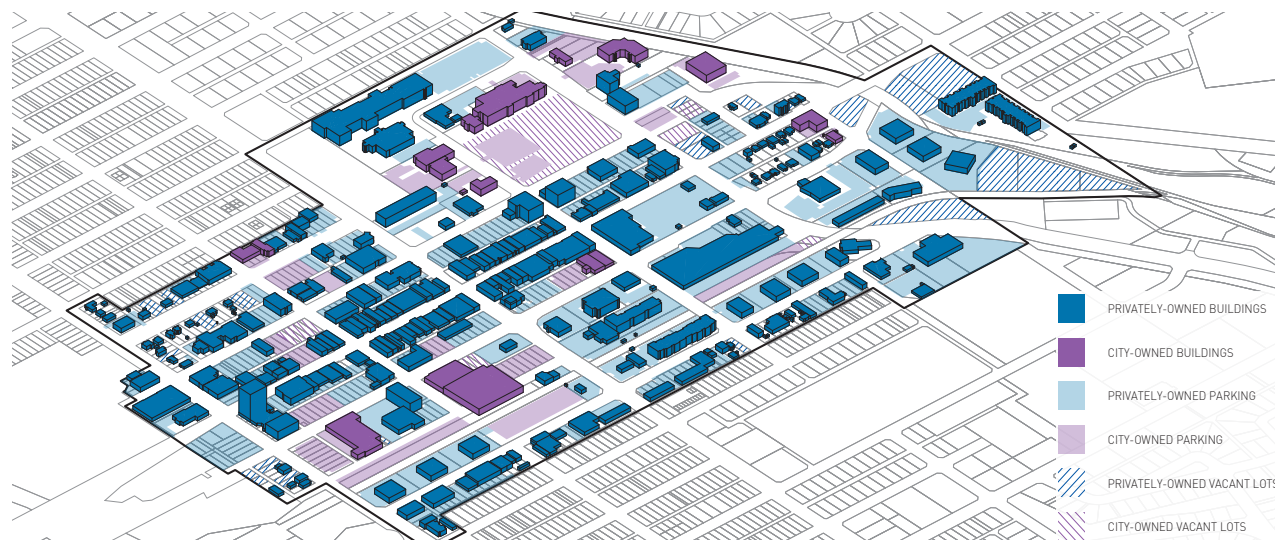 PRIVATELY-OWNED BUILDINGS
CITY-OWNED BUILDINGS
PRIVATELY-OWNED PARKING
CITY-OWNED PARKING
PRIVATELY-OWNED VACANT LOTS
CITY-OWNED VACANT LOTS